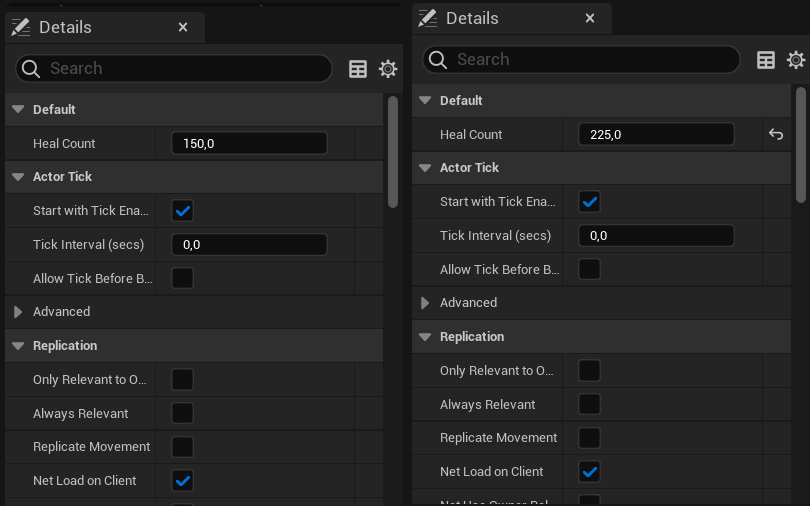 Details
Search
Default
Heal Count 150,0
Actor Tick
Start with Tick Ena...
Tick Interval (secs) 0,0
Allow Tick Before B...
Advanced
Replication
Only Relevant to O...
Always Relevant
Replicate Movement
Net Load on Client
Details
Search
Default
Heal Count 225,0
Actor Tick
Start with Tick Ena...
Tick Interval (secs) 0,0
Allow Tick Before B...
Advanced
Replication
Only Relevant to O...
Always Relevant
Replicate Movement
Net Load on Client